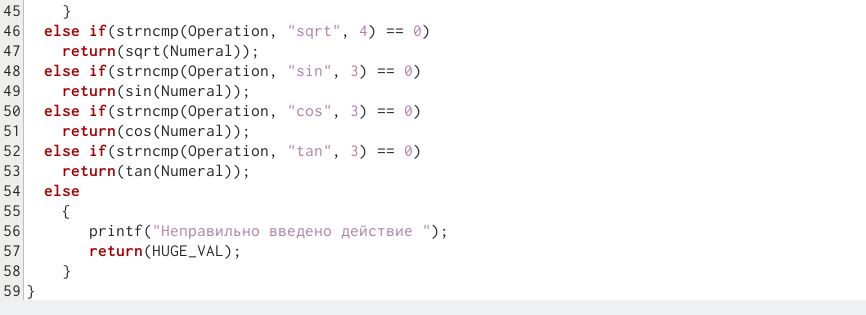 45     }
46   else if(strncmp(Operation, "sqrt", 4) == 0)
47     return(sqrt(Numeral));
48   else if(strncmp(Operation, "sin", 3) == 0)
49     return(sin(Numeral));
50   else if(strncmp(Operation, "cos", 3) == 0)
51     return(cos(Numeral));
52   else if(strncmp(Operation, "tan", 3) == 0)
53     return(tan(Numeral));
54   else
55     {
56        printf("Неправильно введено действие ");
57        return(HUGE_VAL);
58     }
59 }